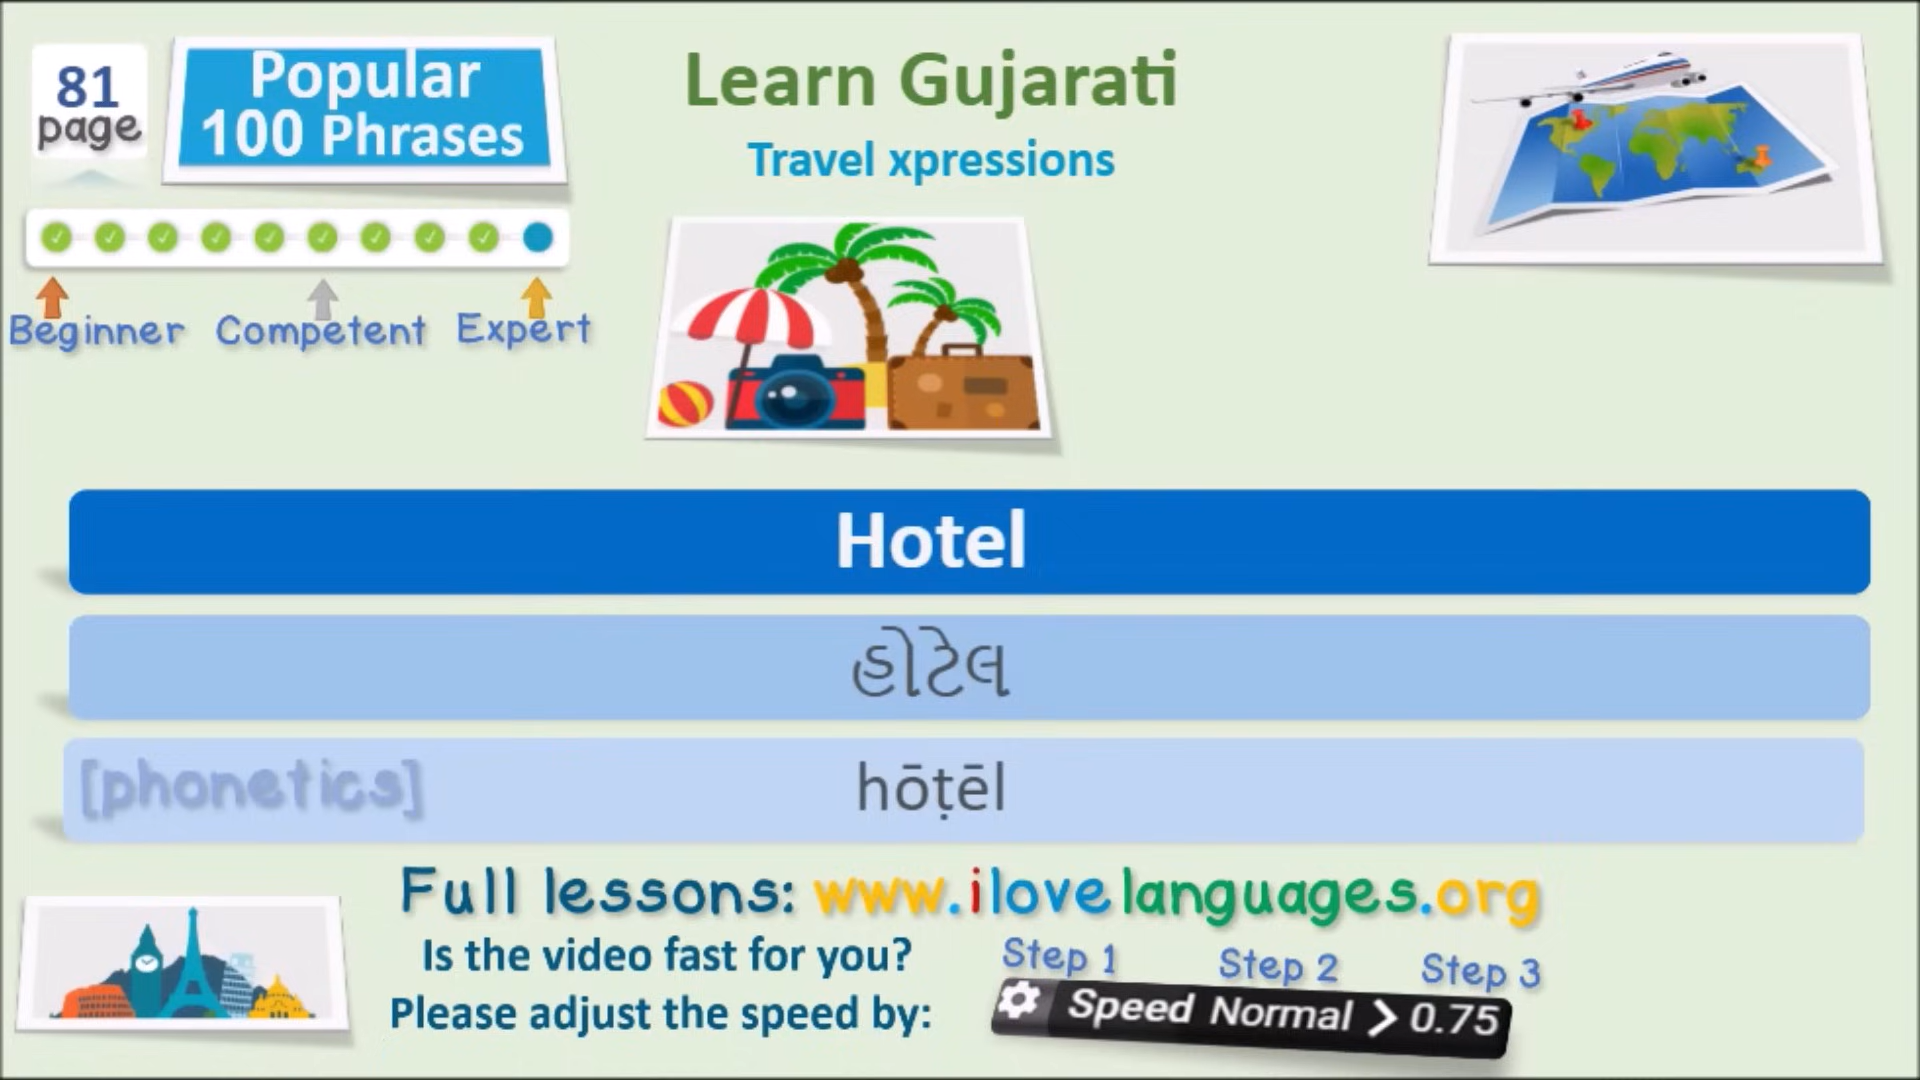 81
page
Popular
100 Phrases
Learn Gujarati
Travel xpressions
Beginner Competent Expert
Hotel
હોટેલ
[phonetics] hōṭēl
Full lessons: www.ilovelanguages.org
Is the video fast for you?
Please adjust the speed by:
Step 1 Step 2 Step 3
Speed Normal > 0.75